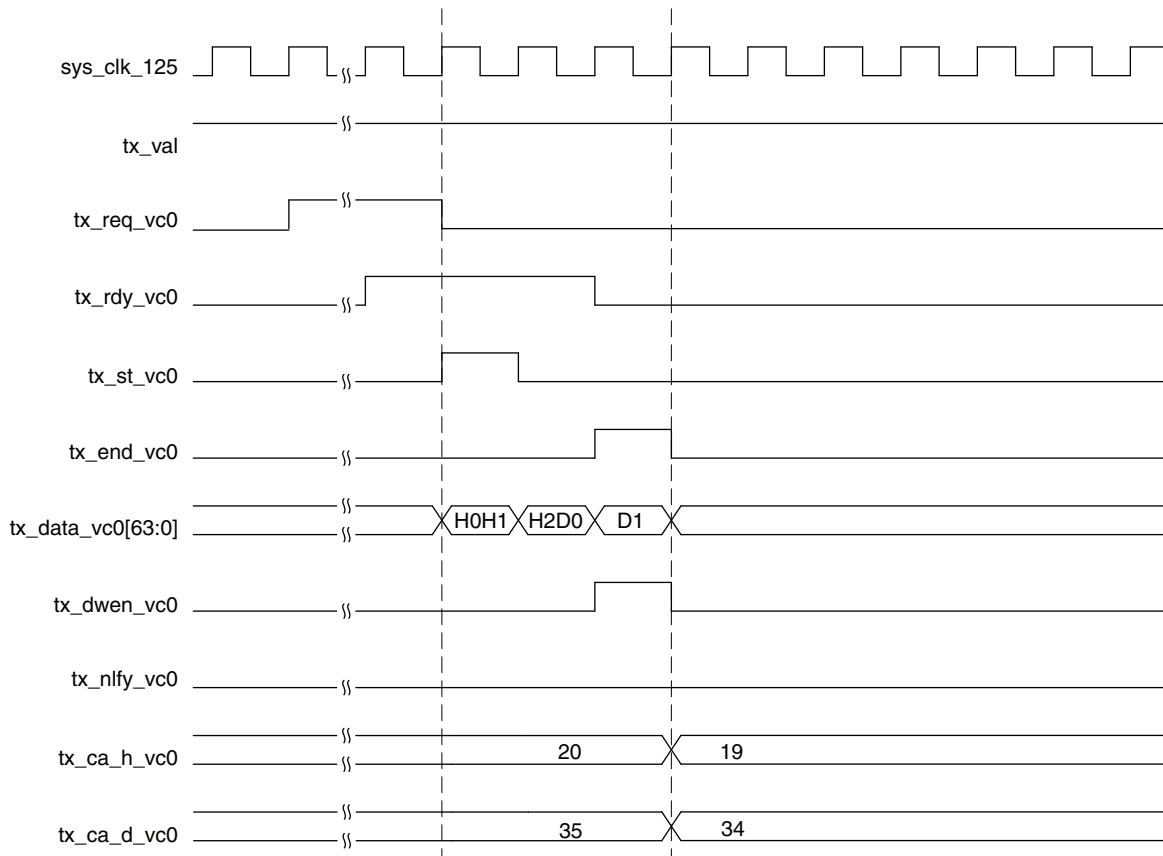 sys_clk_125
tx_val
tx_req_vc0
tx_rdy_vc0
tx_st_vc0
tx_end_vc0
tx_data_vc0[63:0] H0H1 H2D0 D1
tx_dwen_vc0
tx_nlfy_vc0
tx_ca_h_vc0 20 19
tx_ca_d_vc0 35 34